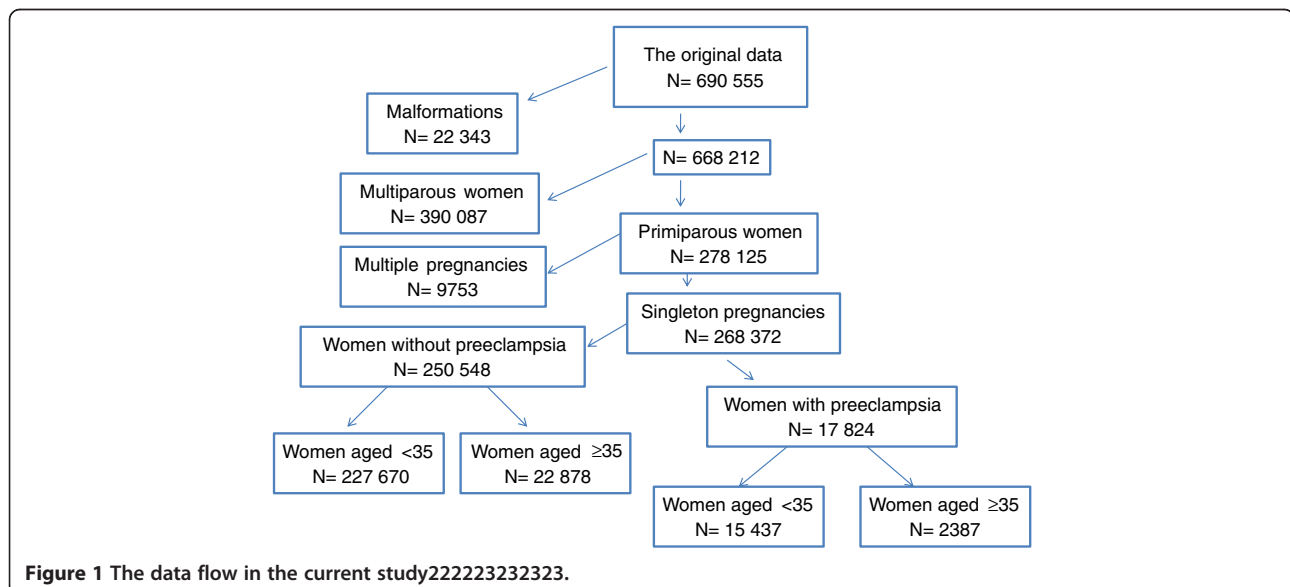 The original data
N= 690 555
Malformations
N= 22 343
N= 668 212
Multiparous women
N= 390 087
Primiparous women
N= 278 125
Multiple pregnancies
N= 9753
Singleton pregnancies
N= 268 372
Women without preeclampsia
N= 250 548
Women with preeclampsia
N= 17 824
Women aged <35
N= 227 670
Women aged ≥35
N= 22 878
Women aged <35
N= 15 437
Women aged ≥35
N= 2387
Figure 1 The data flow in the current study222223232323.